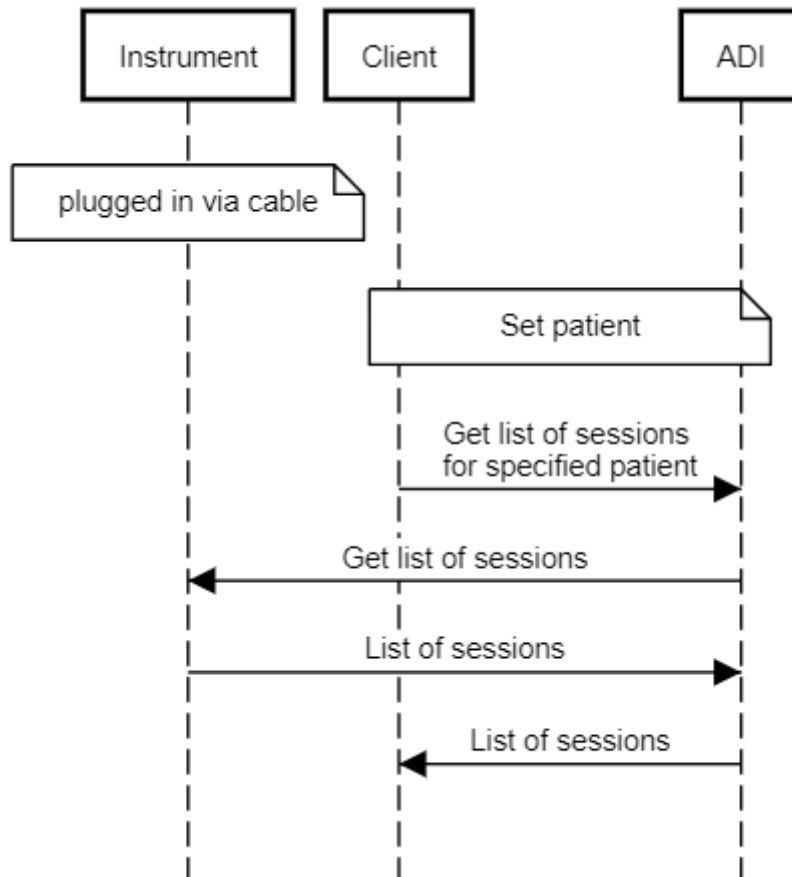 Instrument
Client
ADI
plugged in via cable
Set patient
Get list of sessions
for specified patient
Get list of sessions
List of sessions
List of sessions